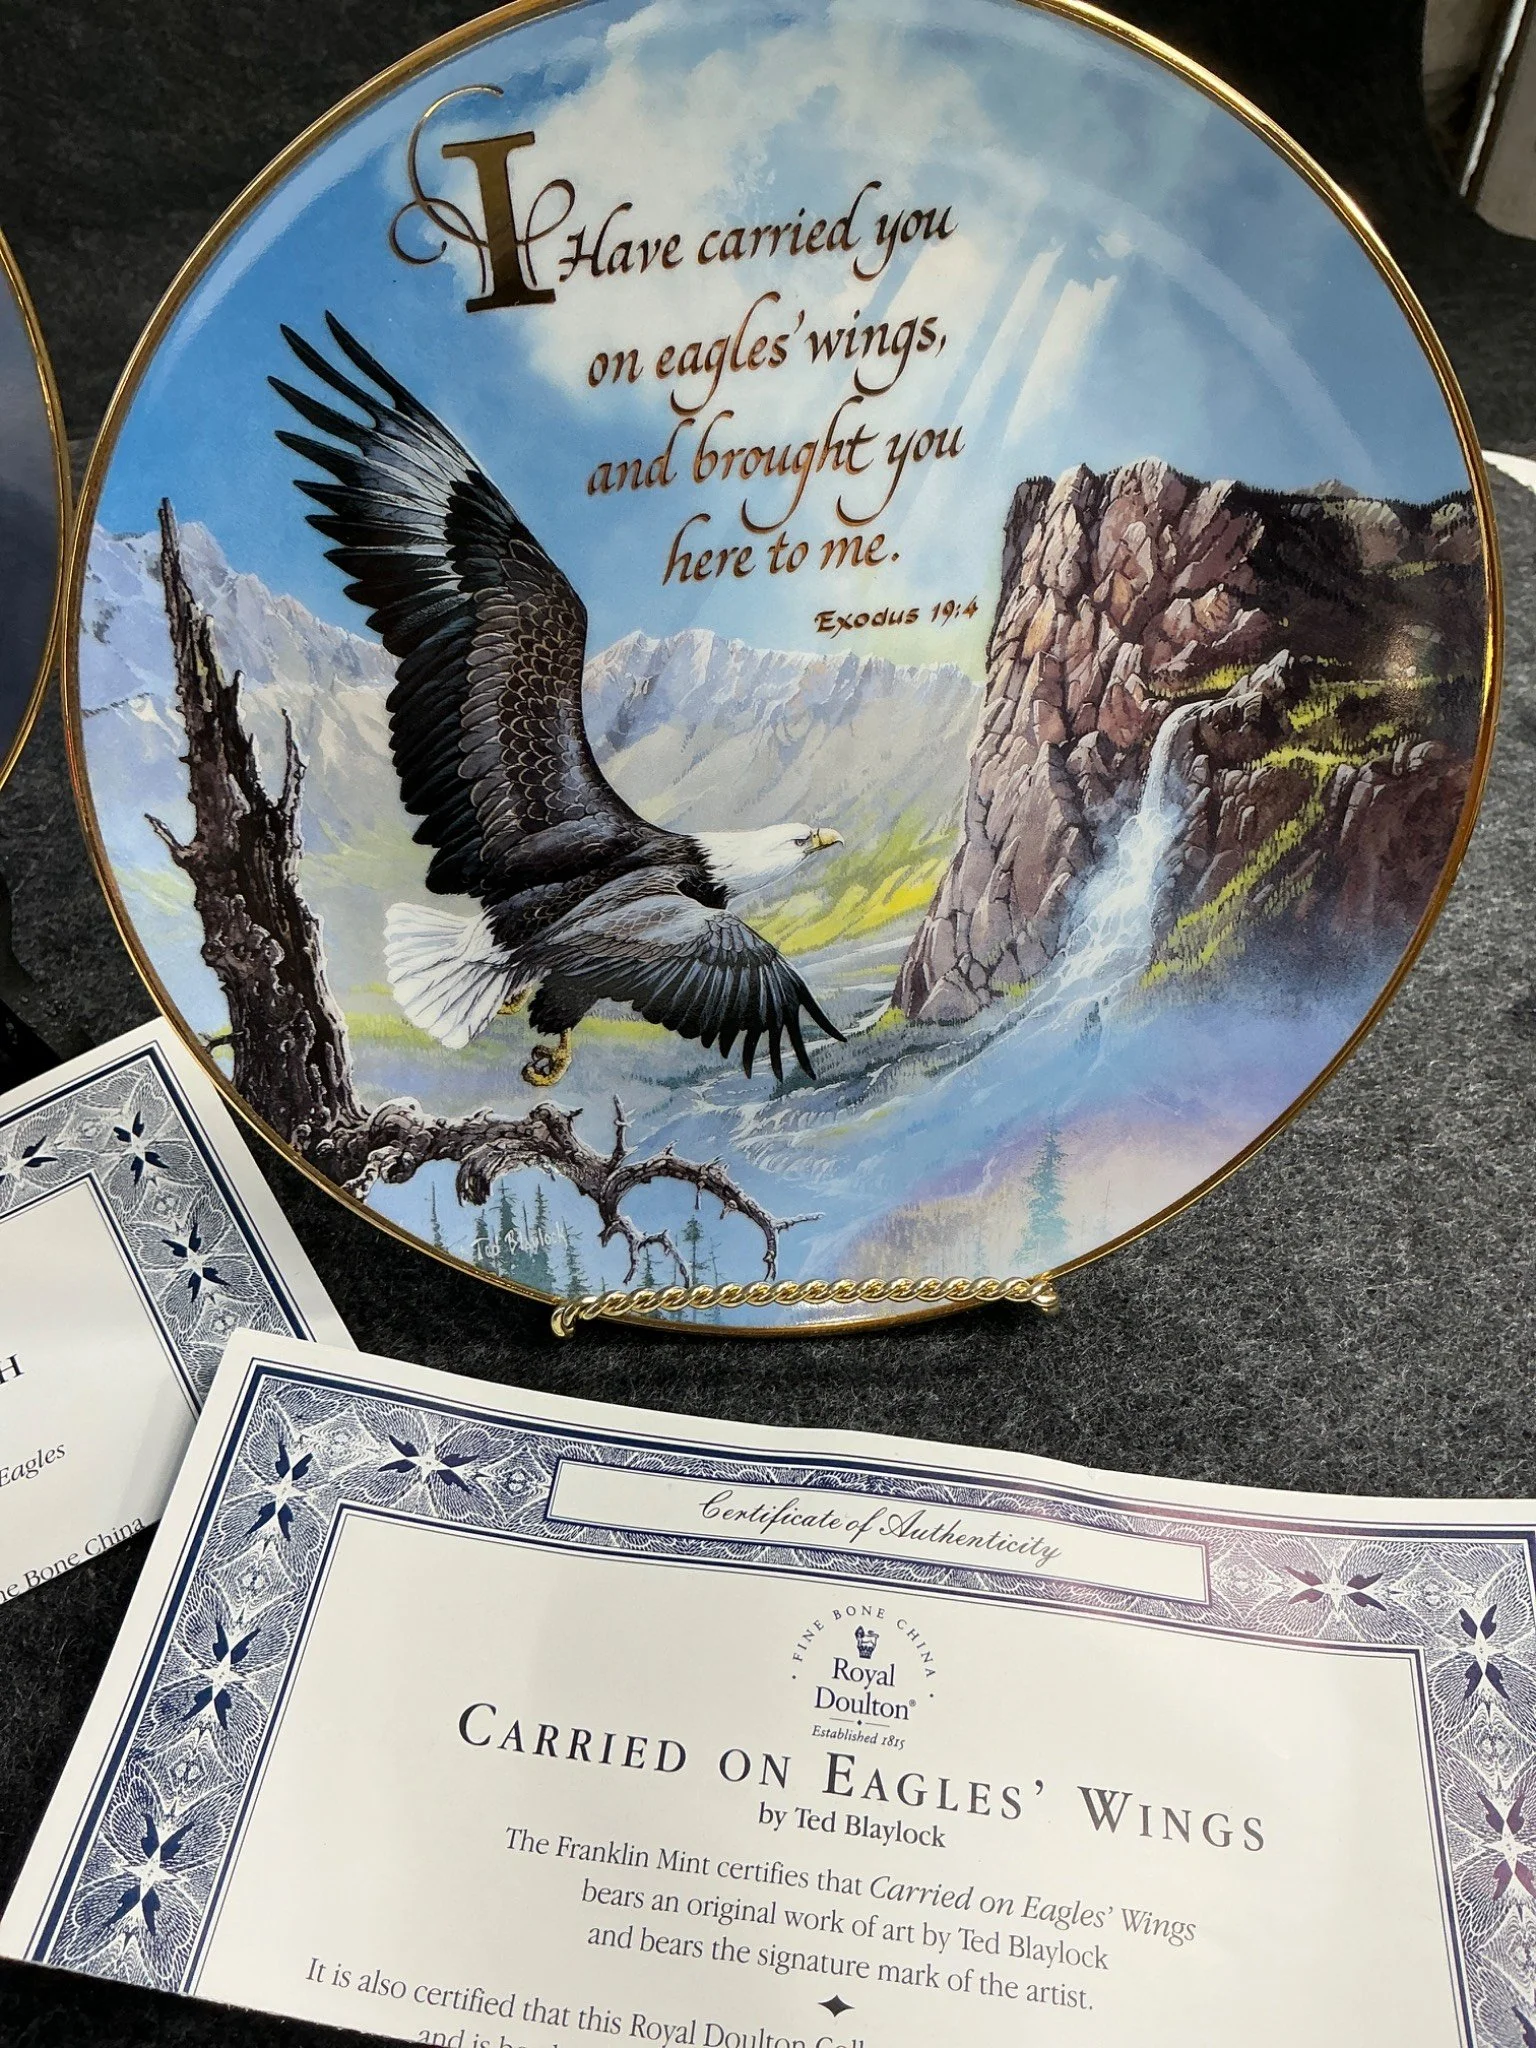 I Have carried you
on eagles' wings,
and brought you
here to me.
Exodus 19:4
Ted Blaylock
H
Eagles
ne Bone China
Certificate of Authenticity
· FINE BONE CHINA ·
Royal
Doulton®
Established 1815
CARRIED ON EAGLES' WINGS
by Ted Blaylock
The Franklin Mint certifies that Carried on Eagles' Wings
bears an original work of art by Ted Blaylock
and bears the signature mark of the artist.
It is also certified that this Royal Doulton
and is